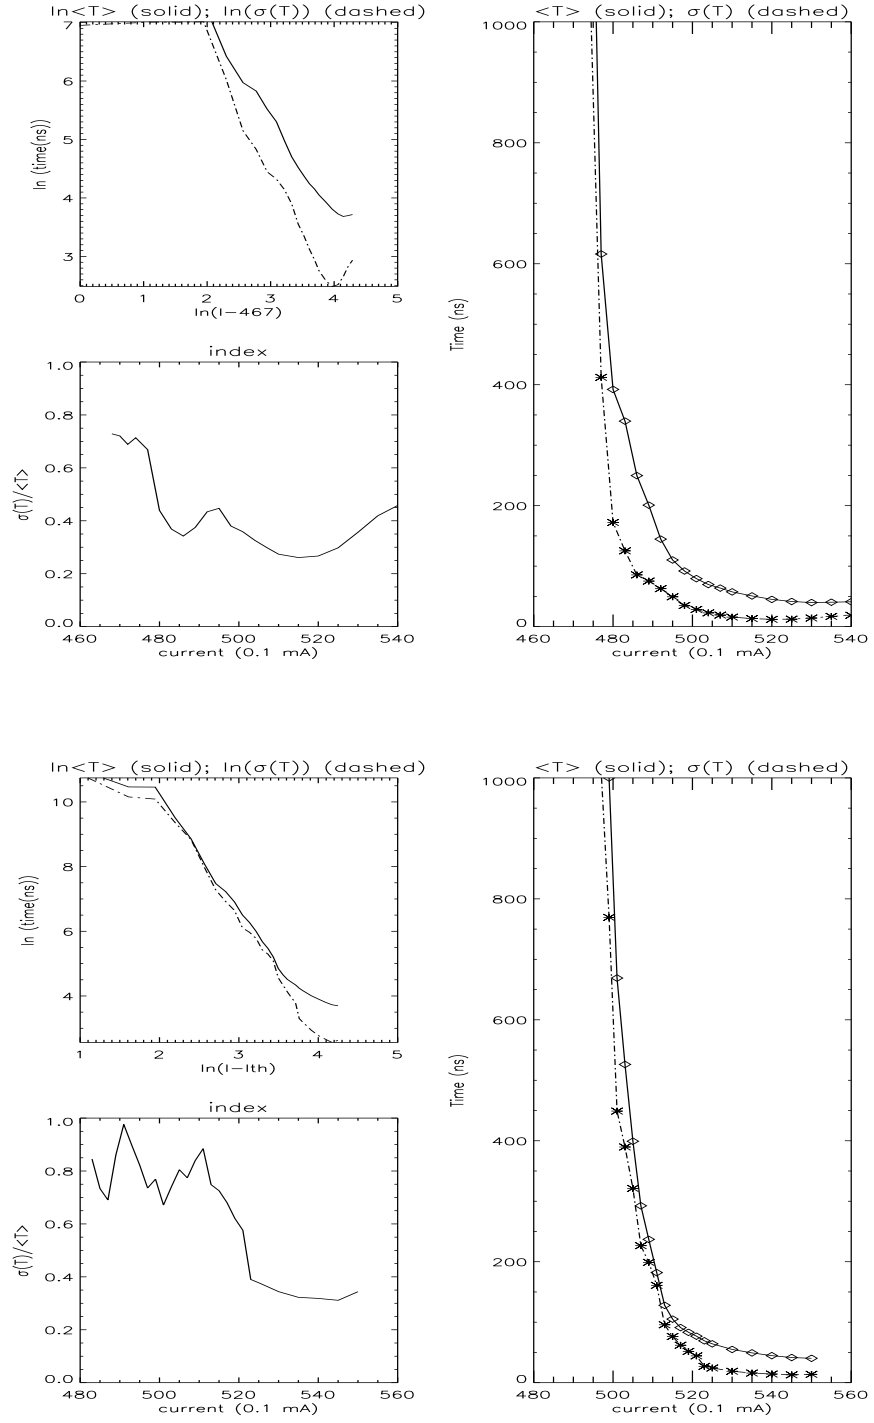 ln<T> (solid); ln(σ(T)) (dashed)
7
6
5
4
3
ln (time(ns))
0 1 2 3 4 5
ln(I−467)
index
1.0
0.8
0.6
0.4
0.2
0.0
σ(T)/<T>
460 480 500 520 540
current (0.1 mA)
<T> (solid); σ(T) (dashed)
1000
800
600
400
200
0
Time (ns)
460 480 500 520 540
current (0.1 mA)
ln<T> (solid); ln(σ(T)) (dashed)
10
8
6
4
ln (time(ns))
1 2 3 4 5
ln(I−Ith)
index
1.0
0.8
0.6
0.4
0.2
0.0
σ(T)/<T>
480 500 520 540 560
current (0.1 mA)
<T> (solid); σ(T) (dashed)
1000
800
600
400
200
0
Time (ns)
480 500 520 540 560
current (0.1 mA)